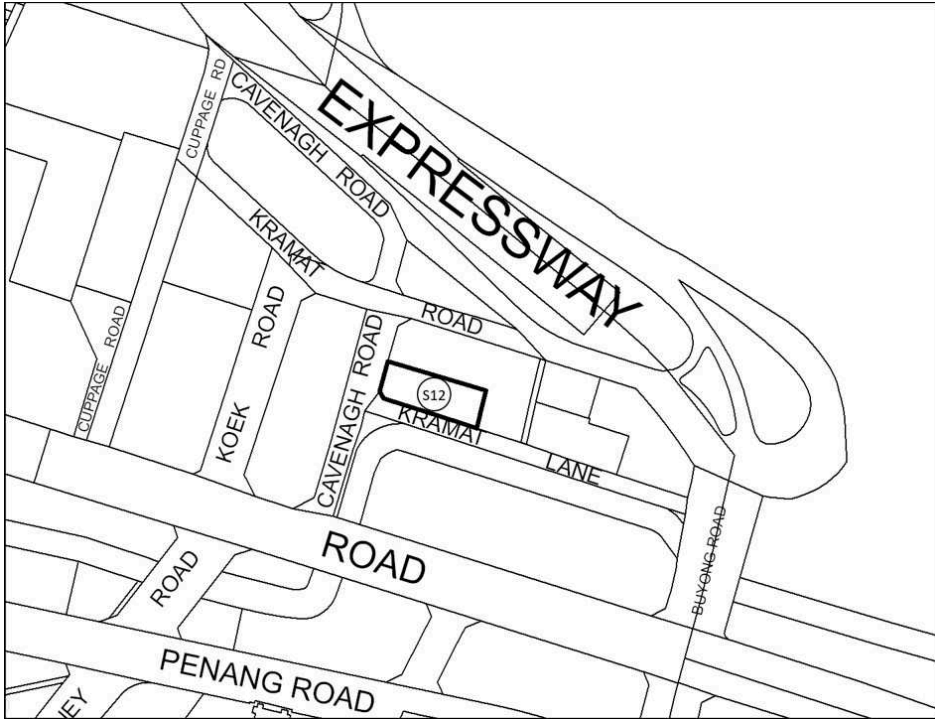 EXPRESSWAY
CUPPAGE RD
CAVENAGH ROAD
KRAMAT
ROAD
KOEK ROAD
CUPPAGE ROAD
CAVENAGH ROAD
S12
KRAMAT
LANE
ROAD
BUYONG ROAD
ROAD
PENANG ROAD